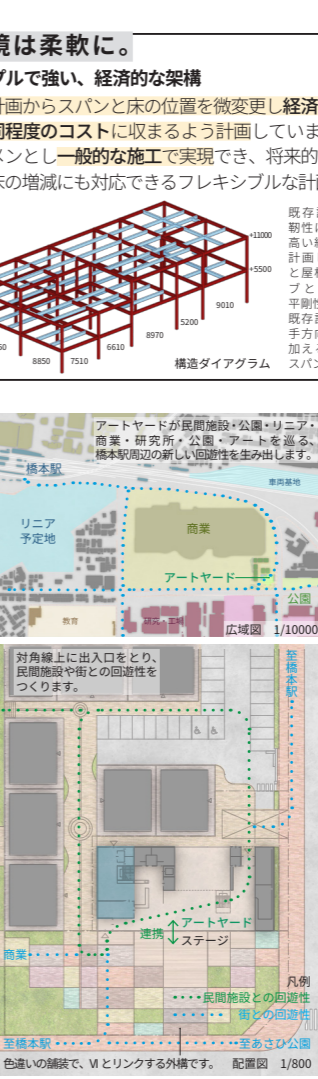 境は柔軟に。
プルで強い、経済的な架構
計画からスパンと床の位置を微変更し経済
同程度のコストに収まるよう計画していま
メンとし一般的な施工で実現でき、将来的
床の増減にも対応できるフレキシブルな計画
既存
靭性に
高い
計画
と屋
ブと
平剛性
既存
手方向
加え
スパン
+11000
+5500
9010
5200
8970
6610
7510
8850
構造ダイアグラム
アートヤードが民間施設・公園・リニア・
商業・研究所・公園・アートを巡る、
橋本駅周辺の新しい回遊性を生み出します。
橋本駅
車両基地
リニア
予定地
商業
アートヤード
公園
教育
研究・工場
広域図 1/10000
対角線上に出入口をとり、
民間施設や街との回遊性を
つくります。
至橋本駅
アートヤード
連携
ステージ
商業
凡例
民間施設との回遊性
街との回遊性
至橋本駅
至あさひ公園
色違いの舗装で、VIとリンクする外構です。 配置図 1/800